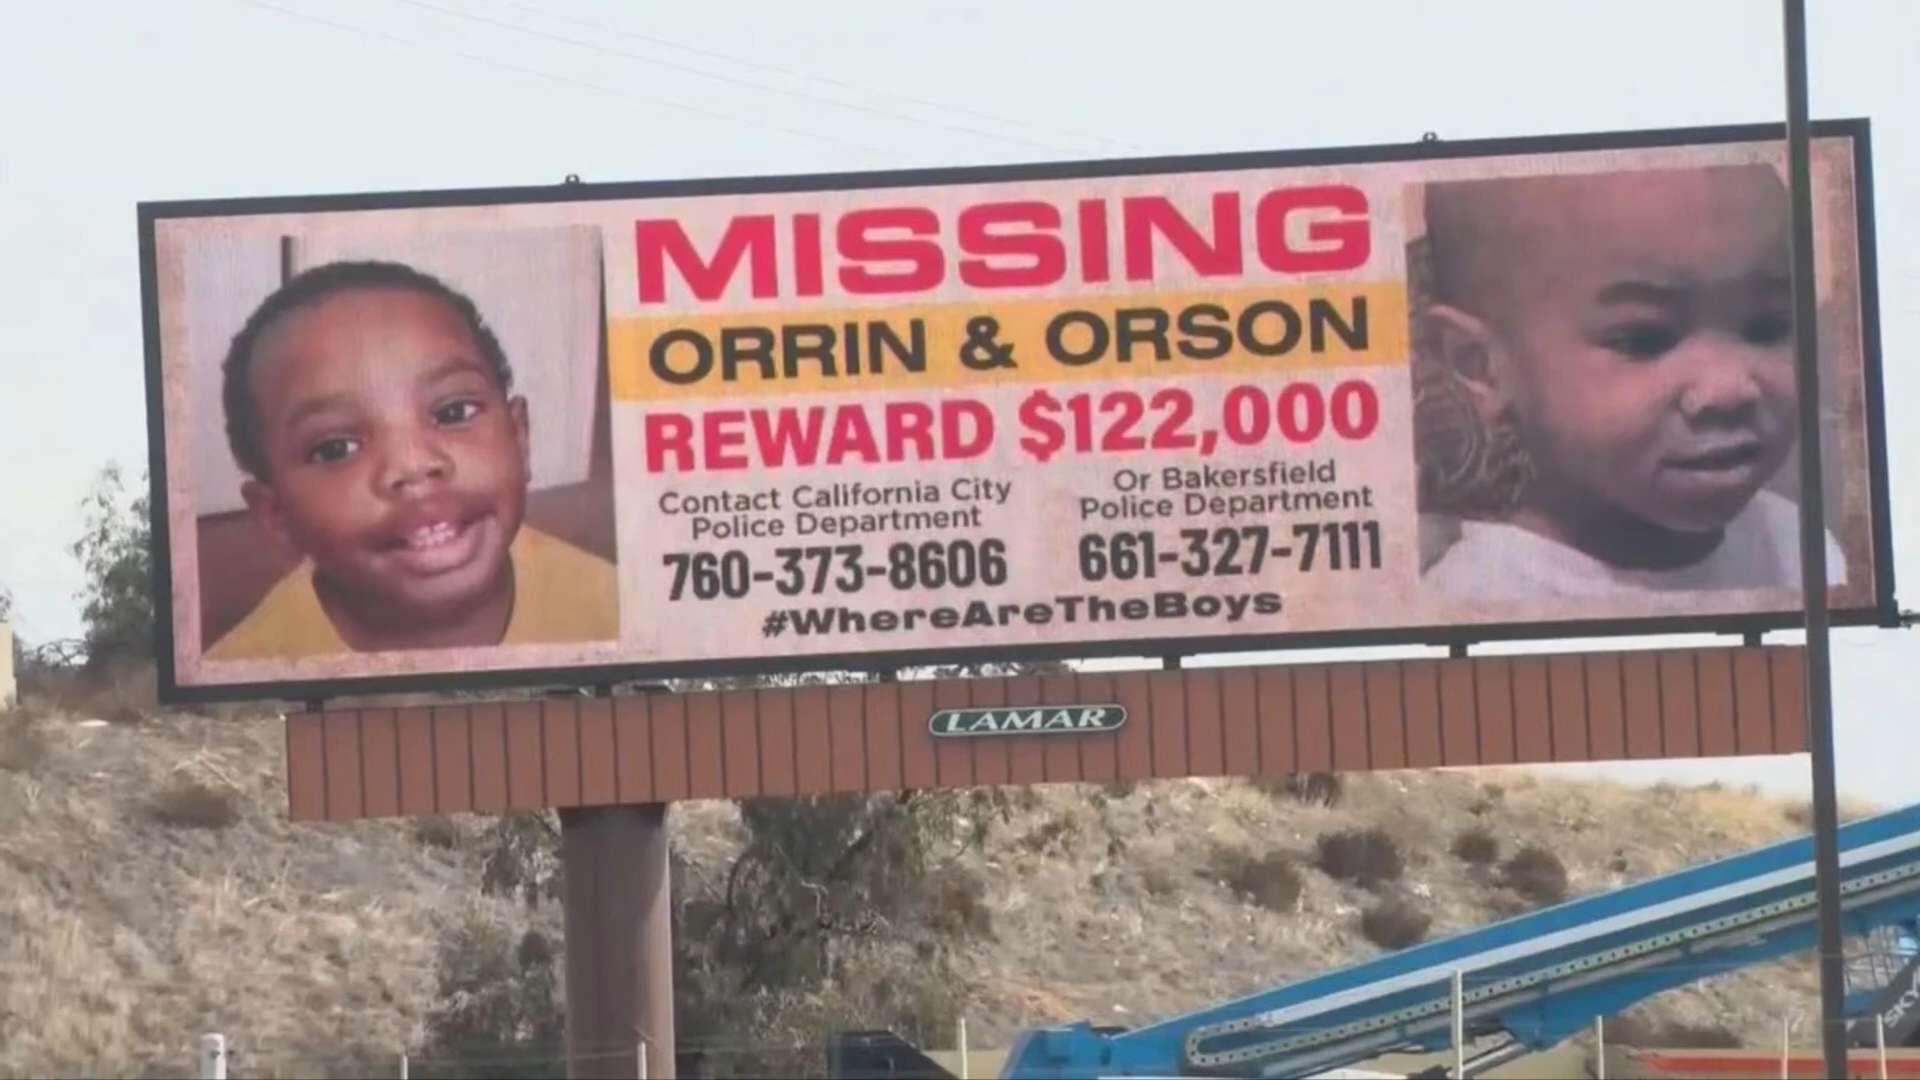 MISSING
ORRIN & ORSON
REWARD $122,000
Contact California City
Police Department
760-373-8606
Or Bakersfield
Police Department
661-327-7111
#WhereAreTheBoys
LAMAR
SKY